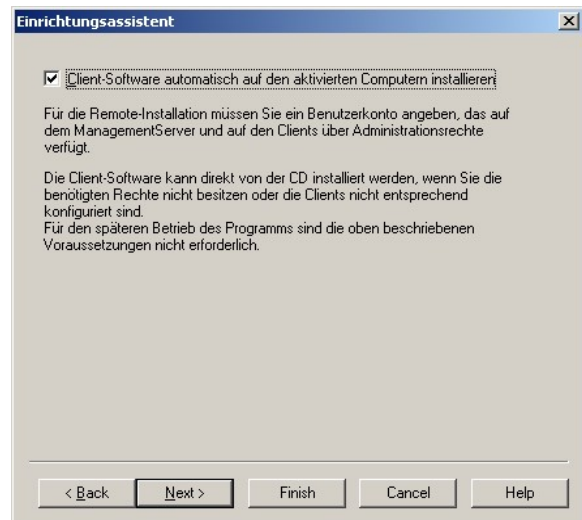 Einrichtungsassistent
Client-Software automatisch auf den aktivierten Computern installieren
Für die Remote-Installation müssen Sie ein Benutzerkonto angeben, das auf
dem ManagementServer und auf den Clients über Administrationsrechte
verfügt.
Die Client-Software kann direkt von der CD installiert werden, wenn Sie die
benötigten Rechte nicht besitzen oder die Clients nicht entsprechend
konfiguriert sind.
Für den späteren Betrieb des Programms sind die oben beschriebenen
Voraussetzungen nicht erforderlich.
< Back Next > Finish Cancel Help